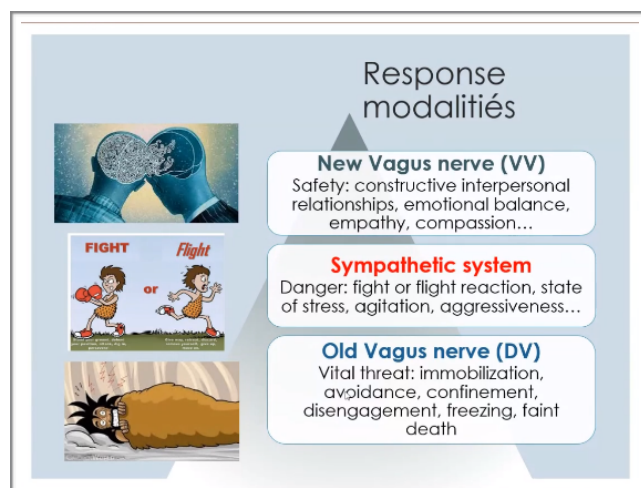 Response
modalitiés
New Vagus nerve (VV)
Safety: constructive interpersonal
relationships, emotional balance,
empathy, compassion…
FIGHT
Flight
or
Sympathetic system
Danger: fight or flight reaction, state
of stress, agitation, aggressiveness…
Old Vagus nerve (DV)
Vital threat: immobilization,
avoidance, confinement,
disengagement, freezing, faint
death